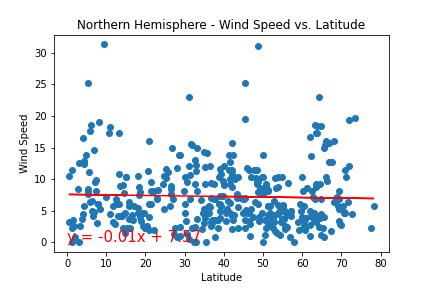 Northern Hemisphere - Wind Speed vs. Latitude
Wind Speed
30
25
20
15
10
5
0
y = -0.01x + 7.57
0 10 20 30 40 50 60 70 80
Latitude